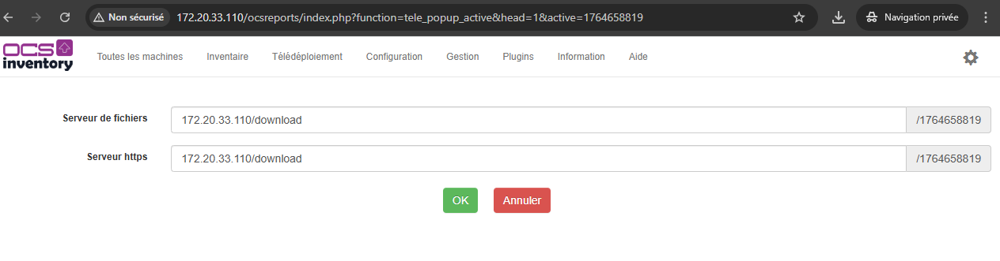 Non sécurisé 172.20.33.110/ocsreports/index.php?function=tele_popup_active&head=1&active=1764658819 Navigation privée
OCS inventory
Toutes les machines Inventaire Télédéploiement Configuration Gestion Plugins Information Aide
Serveur de fichiers 172.20.33.110/download /1764658819
Serveur https 172.20.33.110/download /1764658819
OK Annuler